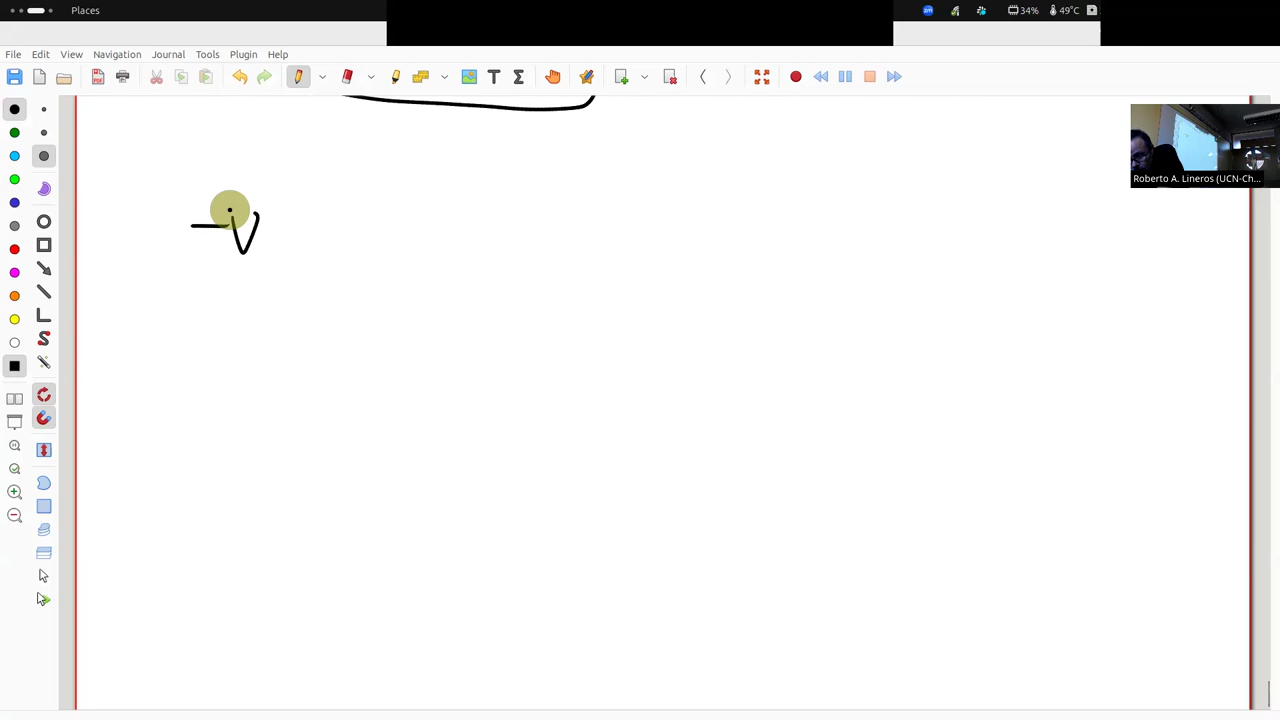 Places
34% 49°C
File Edit View Navigation Journal Tools Plugin Help
Roberto A. Lineros (UCN-Ch...
-V